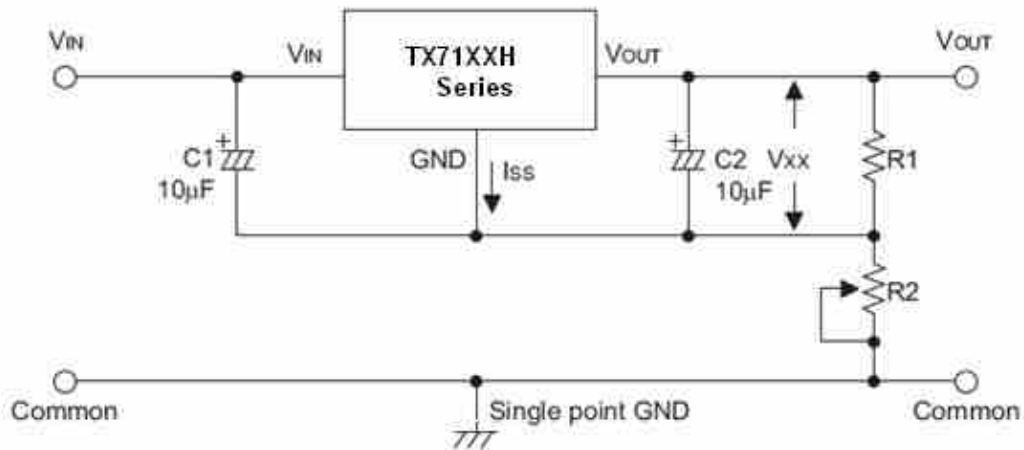 VIN
VIN
TX71XXH
Series
VOUT
VOUT
+
C1
10µF
GND
ISS
+
C2
10µF
VXX
R1
R2
Common
Single point GND
Common